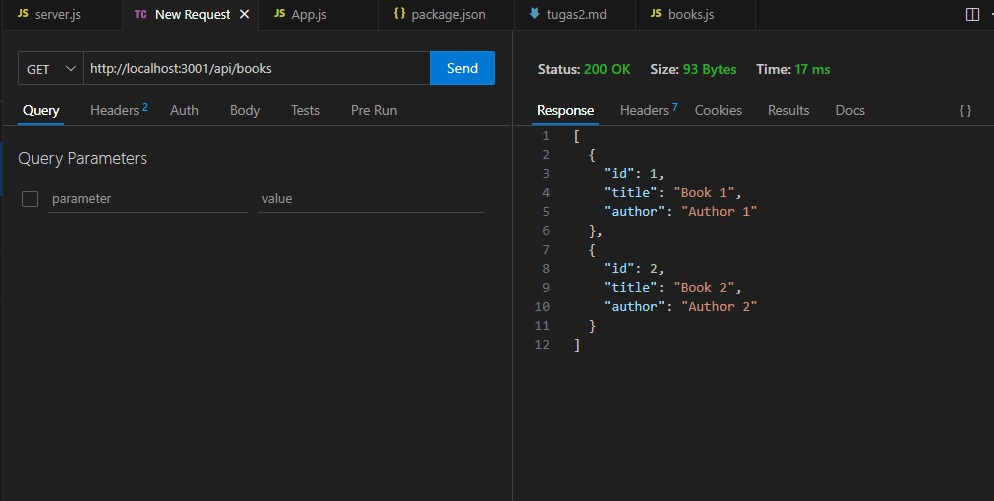 JS server.js TC New Request JS App.js {} package.json tugas2.md JS books.js
GET http://localhost:3001/api/books Send
Query Headers 2 Auth Body Tests Pre Run
Query Parameters
parameter value
Status: 200 OK Size: 93 Bytes Time: 17 ms
Response Headers 7 Cookies Results Docs {}
1 [
2 {
3 "id": 1,
4 "title": "Book 1",
5 "author": "Author 1"
6 },
7 {
8 "id": 2,
9 "title": "Book 2",
10 "author": "Author 2"
11 }
12 ]